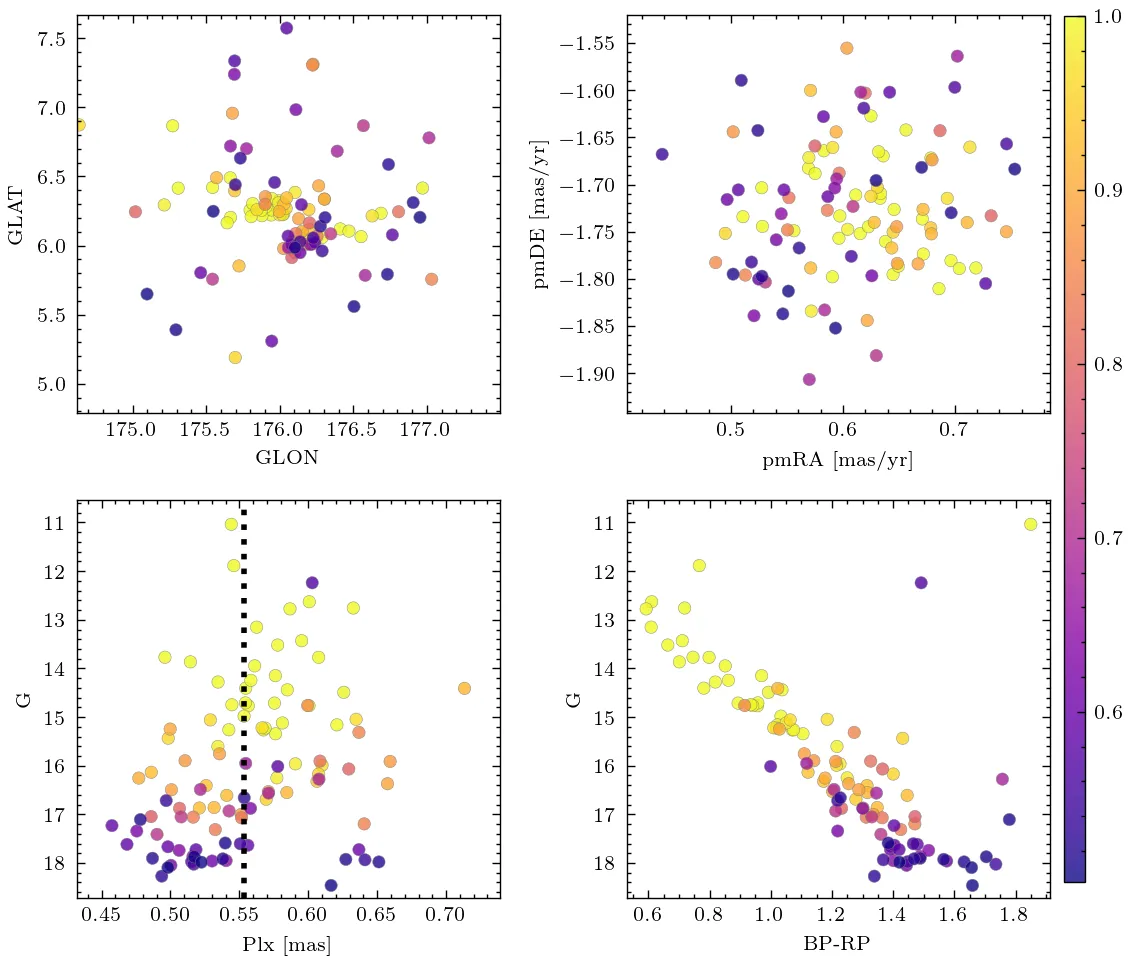 7.5
7.0
6.5
6.0
5.5
5.0
GLAT
175.0 175.5 176.0 176.5 177.0
GLON
−1.55
−1.60
−1.65
−1.70
−1.75
−1.80
−1.85
−1.90
pmDE [mas/yr]
0.5 0.6 0.7
pmRA [mas/yr]
1.0
0.9
0.8
0.7
0.6
11
12
13
14
15
16
17
18
G
0.45 0.50 0.55 0.60 0.65 0.70
Plx [mas]
11
12
13
14
15
16
17
18
G
0.6 0.8 1.0 1.2 1.4 1.6 1.8
BP-RP